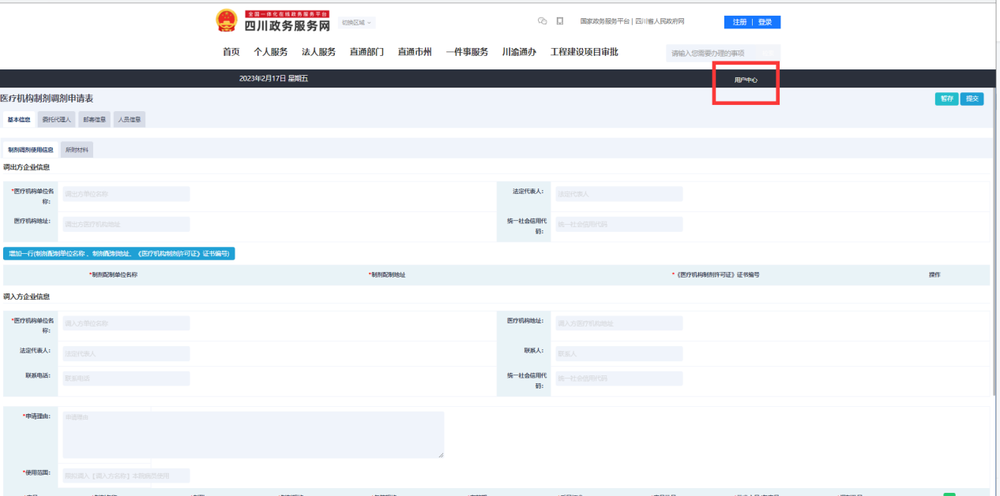 全国一体化在线政务服务平台
四川政务服务网 切换区域
国家政务服务平台 | 四川省人民政府网 注册 | 登录
首页 个人服务 法人服务 直通部门 直通市州 一件事服务 川渝通办 工程建设项目审批 请输入您需要办理的事项
2023年2月17日 星期五 用户中心
医疗机构制剂调剂申请表 暂存 提交
基本信息 委托代理人 邮寄信息 人员信息
制剂调剂使用信息 所附材料
调出方企业信息
*医疗机构单位名称: 调出方单位名称 法定代表人: 法定代表人
医疗机构地址: 调出方医疗机构地址 统一社会信用代码: 统一社会信用代码
增加一行(制剂配制单位名称、制剂配制地址、《医疗机构制剂许可证》证书编号)
*制剂配制单位名称 *制剂配制地址 *《医疗机构制剂许可证》证书编号 操作
调入方企业信息
*医疗机构单位名称: 调入方单位名称 医疗机构地址: 调入方医疗机构地址
法定代表人: 法定代表人 联系人: 联系人
联系电话: 联系电话 统一社会信用代码: 统一社会信用代码
*申请理由: 申请理由
*使用范围: 限拟调入【调入方名称】本院临床使用